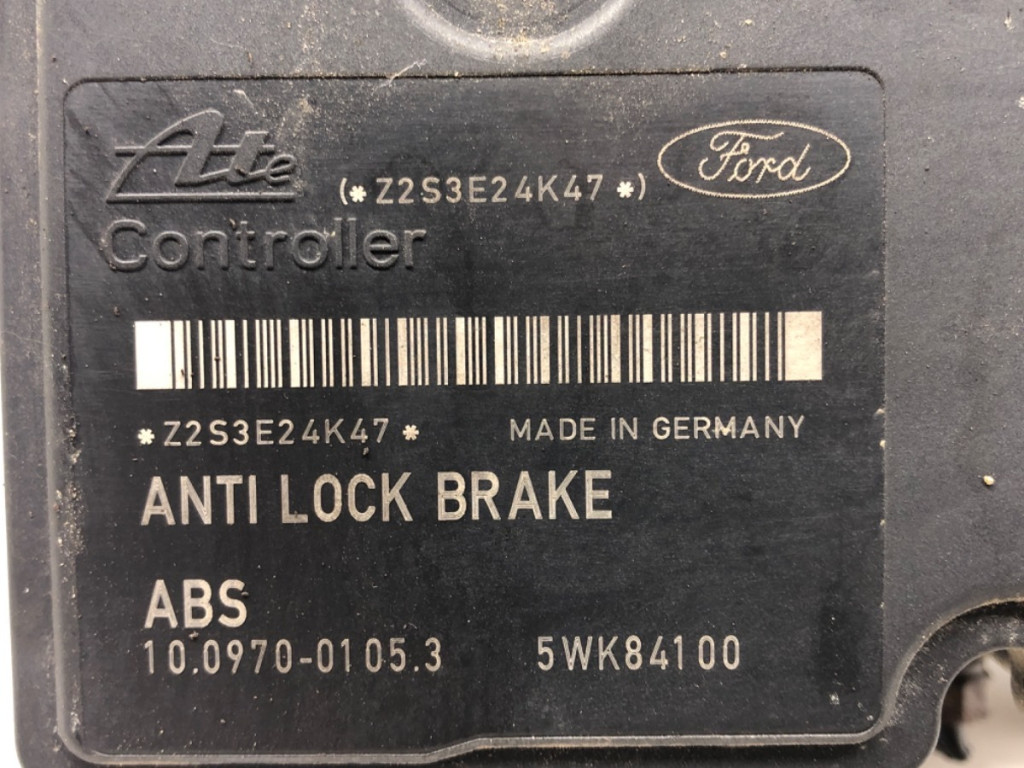 Ate (*Z2S3E24K47*) Ford
Controller
*Z2S3E24K47* MADE IN GERMANY
ANTI LOCK BRAKE
ABS
10.0970-0105.3 5WK84100